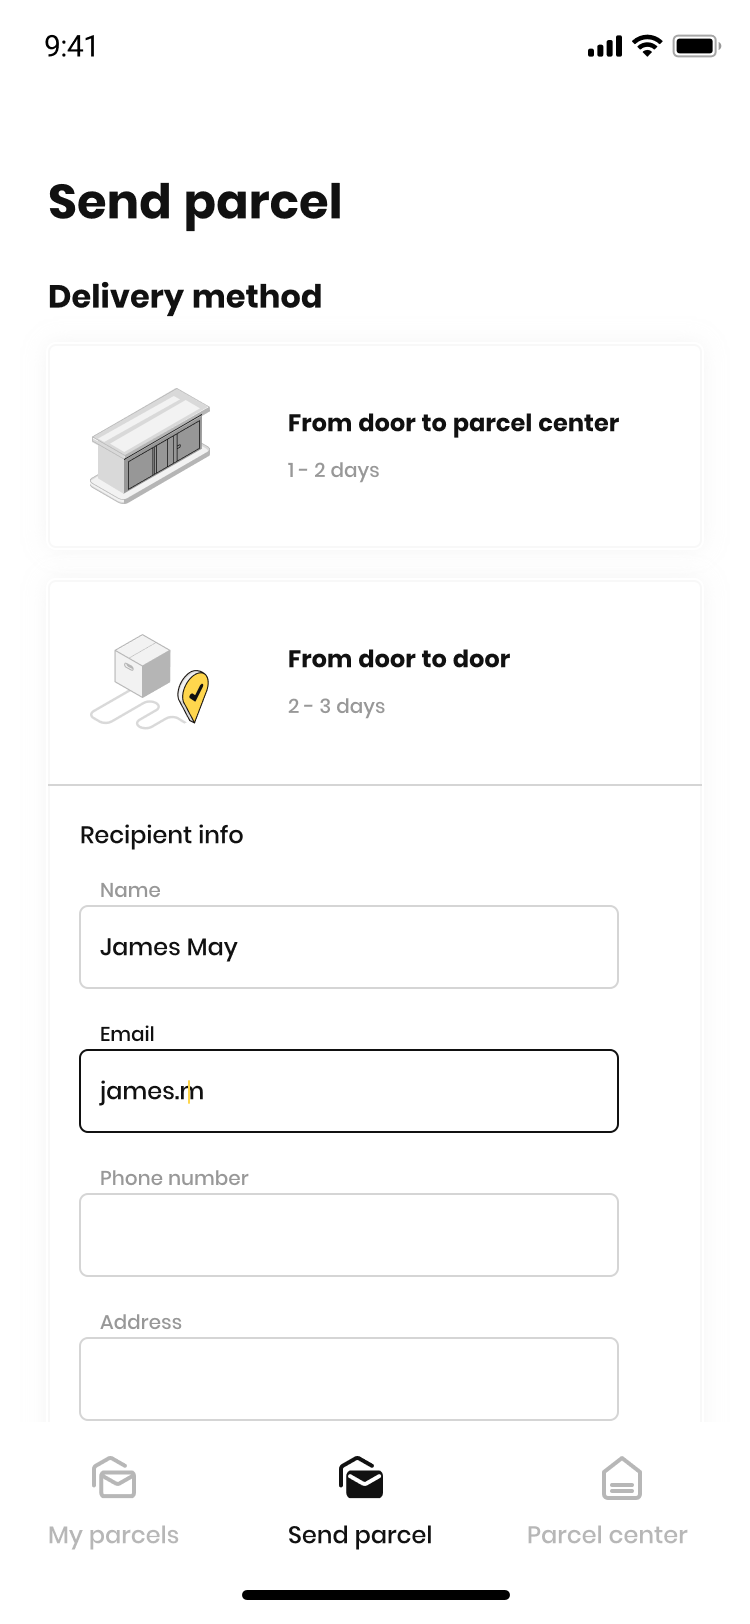 9:41
Send parcel
Delivery method
From door to parcel center
1 - 2 days
From door to door
2 - 3 days
Recipient info
Name
James May
Email
james.m
Phone number
Address
My parcels
Send parcel
Parcel center